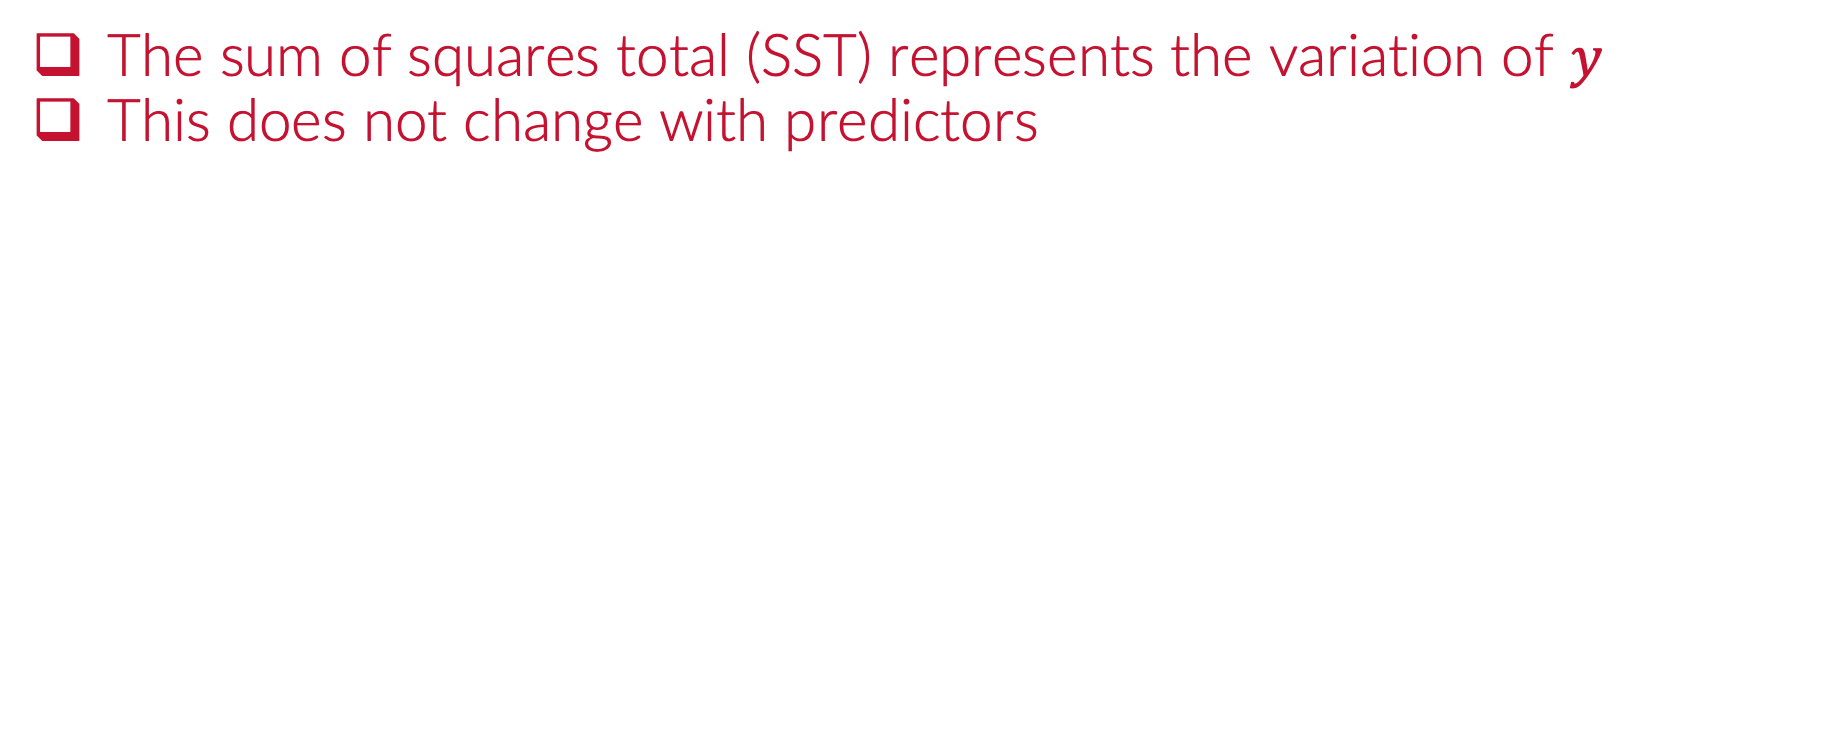 ❑ The sum of squares total (SST) represents the variation of y
❑ This does not change with predictors